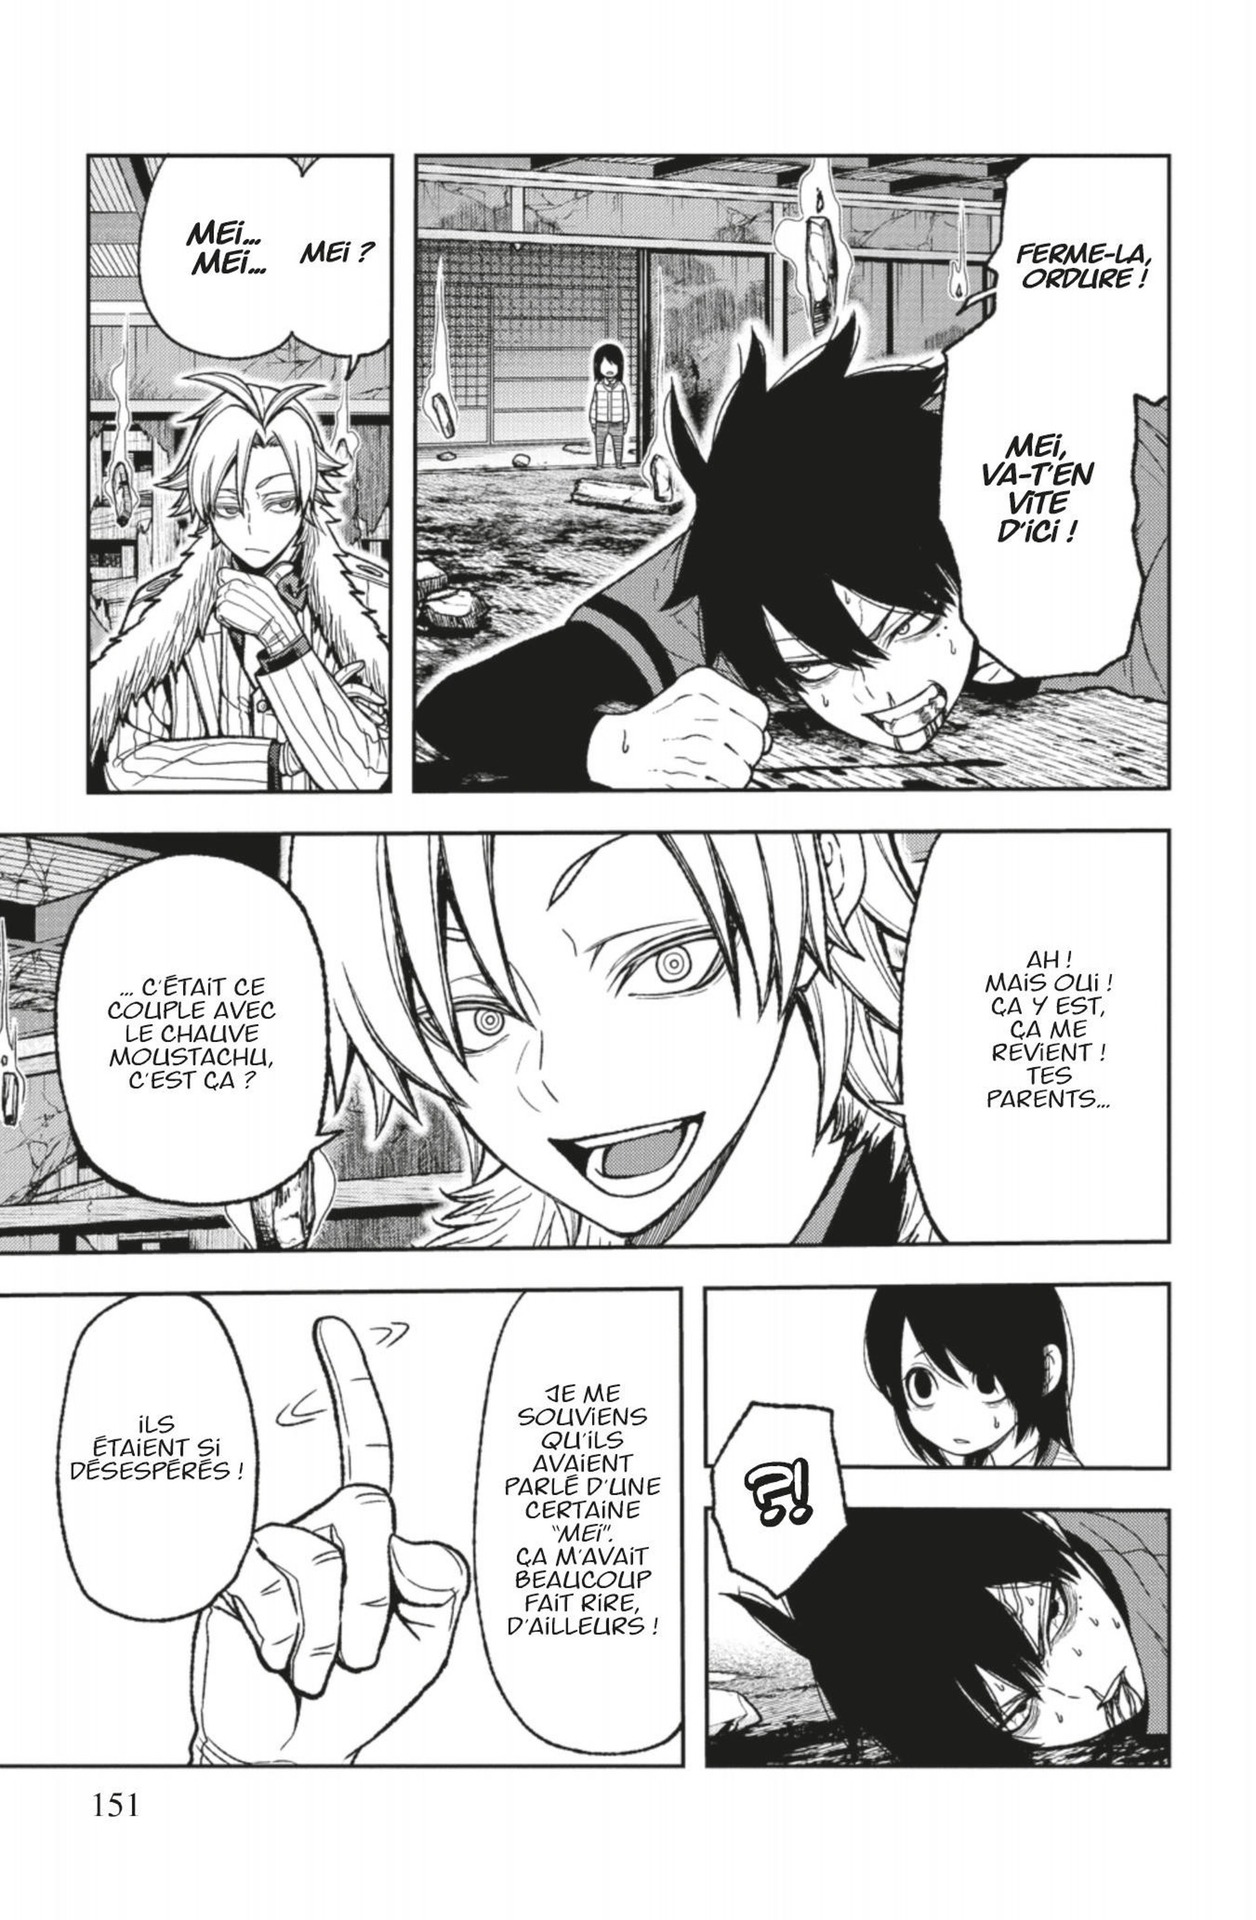 FERME-LA,
ORDURE !
MEi,
VA-T'EN
ViTE
D'iCi !
MEi ?
MEi...
MEi...
AH !
MAiS OUi !
ÇA Y EST,
ÇA ME
REViENT !
TES
PARENTS...
... C'ÉTAiT CE
COUPLE AVEC
LE CHAUVE
MOUSTACHU,
C'EST ÇA ?
?!
JE ME
SOUViENS
QU'iLS
AVAiENT
PARLÉ D'UNE
CERTAiNE
"MEi".
ÇA M'AVAiT
BEAUCOUP
FAiT RiRE,
D'AiLLEURS !
iLS
ÉTAiENT Si
DÉSESPÉRÉS !
151